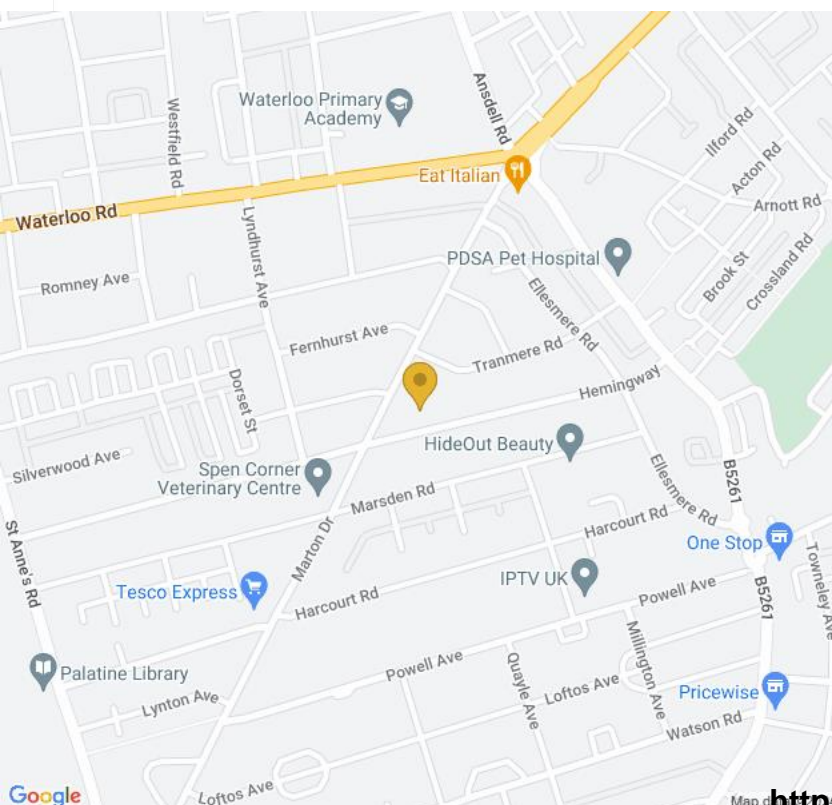 Ansdell Rd
Waterloo Primary
Academy
Westfield Rd
Ilford Rd
Acton Rd
Eat Italian
Arnott Rd
Waterloo Rd
Lyndhurst Ave
PDSA Pet Hospital
Brook St
Crossland Rd
Romney Ave
Ellesmere Rd
Fernhurst Ave
Tranmere Rd
Dorset St
Hemingway
HideOut Beauty
Silverwood Ave
Spen Corner
Veterinary Centre
B5261
Marsden Rd
Ellesmere Rd
St Anne's Rd
Marton Dr
Harcourt Rd
One Stop
Towneley Ave
Tesco Express
IPTV UK
Harcourt Rd
Powell Ave
B5261
Palatine Library
Powell Ave
Quayle Ave
Millington Ave
Loftos Ave
Pricewise
Lynton Ave
Watson Rd
Loftos Ave
Google
Map d
http